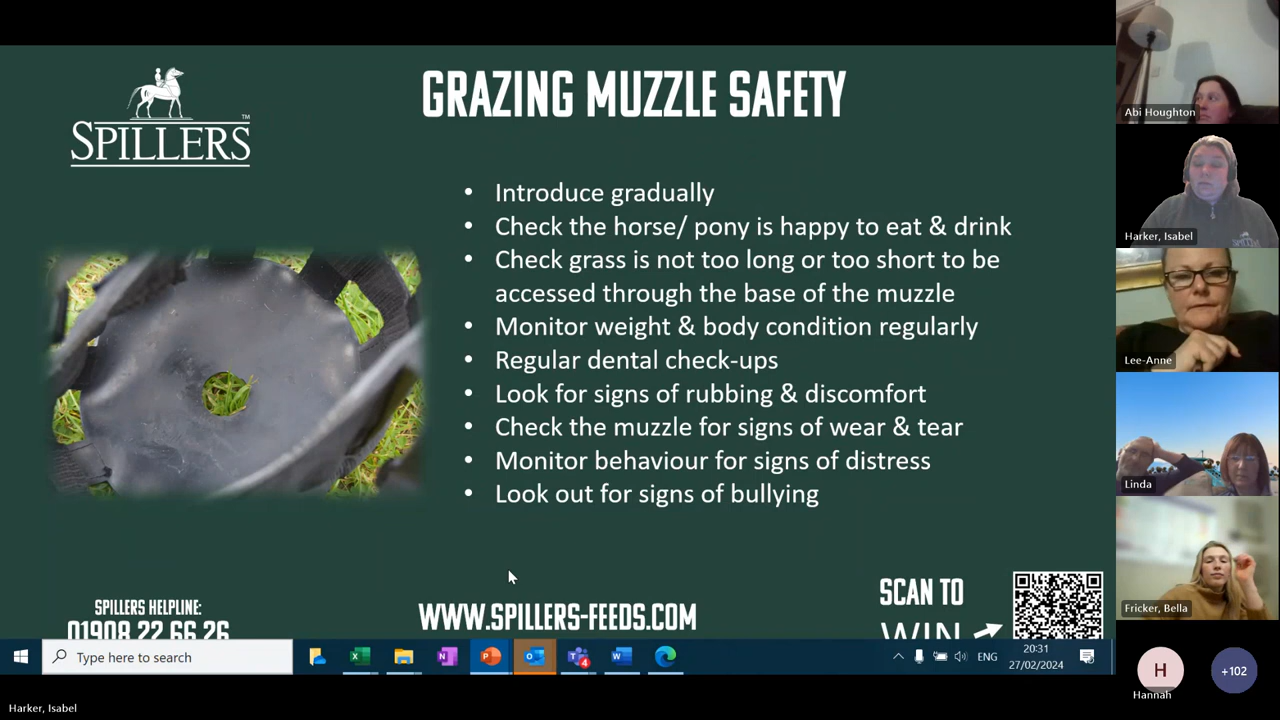 GRAZING MUZZLE SAFETY
SPILLERS™
• Introduce gradually
• Check the horse/ pony is happy to eat & drink
• Check grass is not too long or too short to be
accessed through the base of the muzzle
• Monitor weight & body condition regularly
• Regular dental check-ups
• Look for signs of rubbing & discomfort
• Check the muzzle for signs of wear & tear
• Monitor behaviour for signs of distress
• Look out for signs of bullying
SPILLERS HELPLINE:
01908 22 66 26
WWW.SPILLERS-FEEDS.COM
SCAN TO
WIN
Type here to search
4
ENG
20:31
27/02/2024
Harker, Isabel
Abi Houghton
Harker, Isabel
Lee-Anne
Linda
Fricker, Bella
H
Hannah
+102